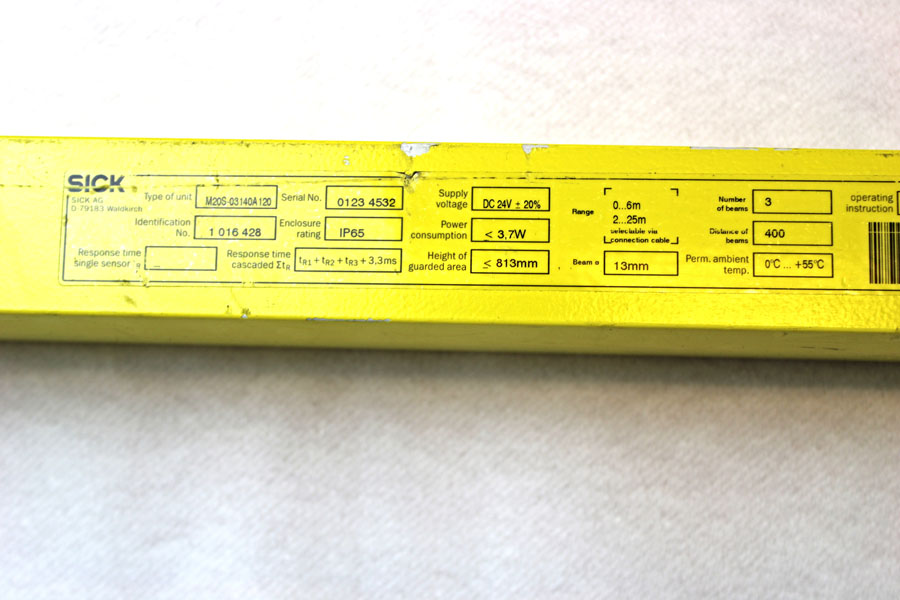 SICK
SICK AG
D-79183 Waldkirch
Type of unit M20S-03140A120
Serial No. 0123 4532
Supply voltage DC 24V ± 20%
Range 0...6m
2...25m
selectable via
connection cable
Number of beams 3
operating instruction
Identification No. 1 016 428
Enclosure rating IP65
Power consumption ≤ 3,7W
Distance of beams 400
Response time single sensor tR –
Response time cascaded ΣtR tR1 + tR2 + tR3 + 3,3ms
Height of guarded area ≤ 813mm
Beam ø 13mm
Perm. ambient temp. 0°C ... +55°C